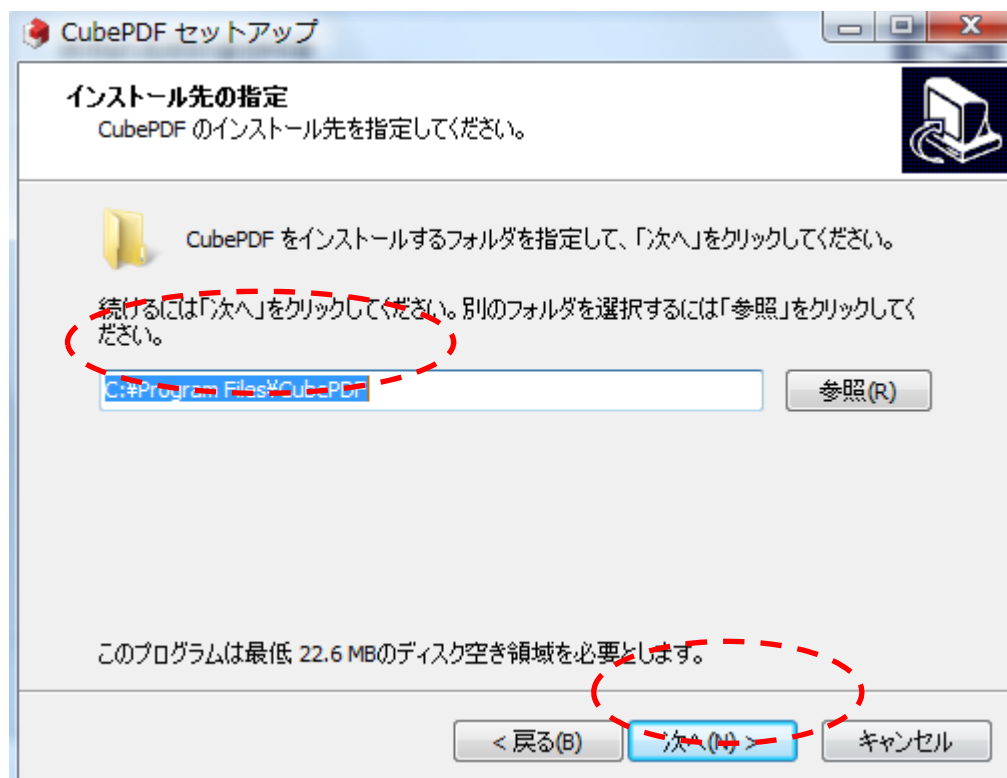 CubePDF セットアップ
インストール先の指定
CubePDF のインストール先を指定してください。
CubePDF をインストールするフォルダを指定して、「次へ」をクリックしてください。
続けるには「次へ」をクリックしてください。別のフォルダを選択するには「参照」をクリックしてく
ださい。
C:¥Program Files¥CubePDF
参照(R)
このプログラムは最低 22.6 MBのディスク空き領域を必要とします。
< 戻る(B)
次へ(N) >
キャンセル